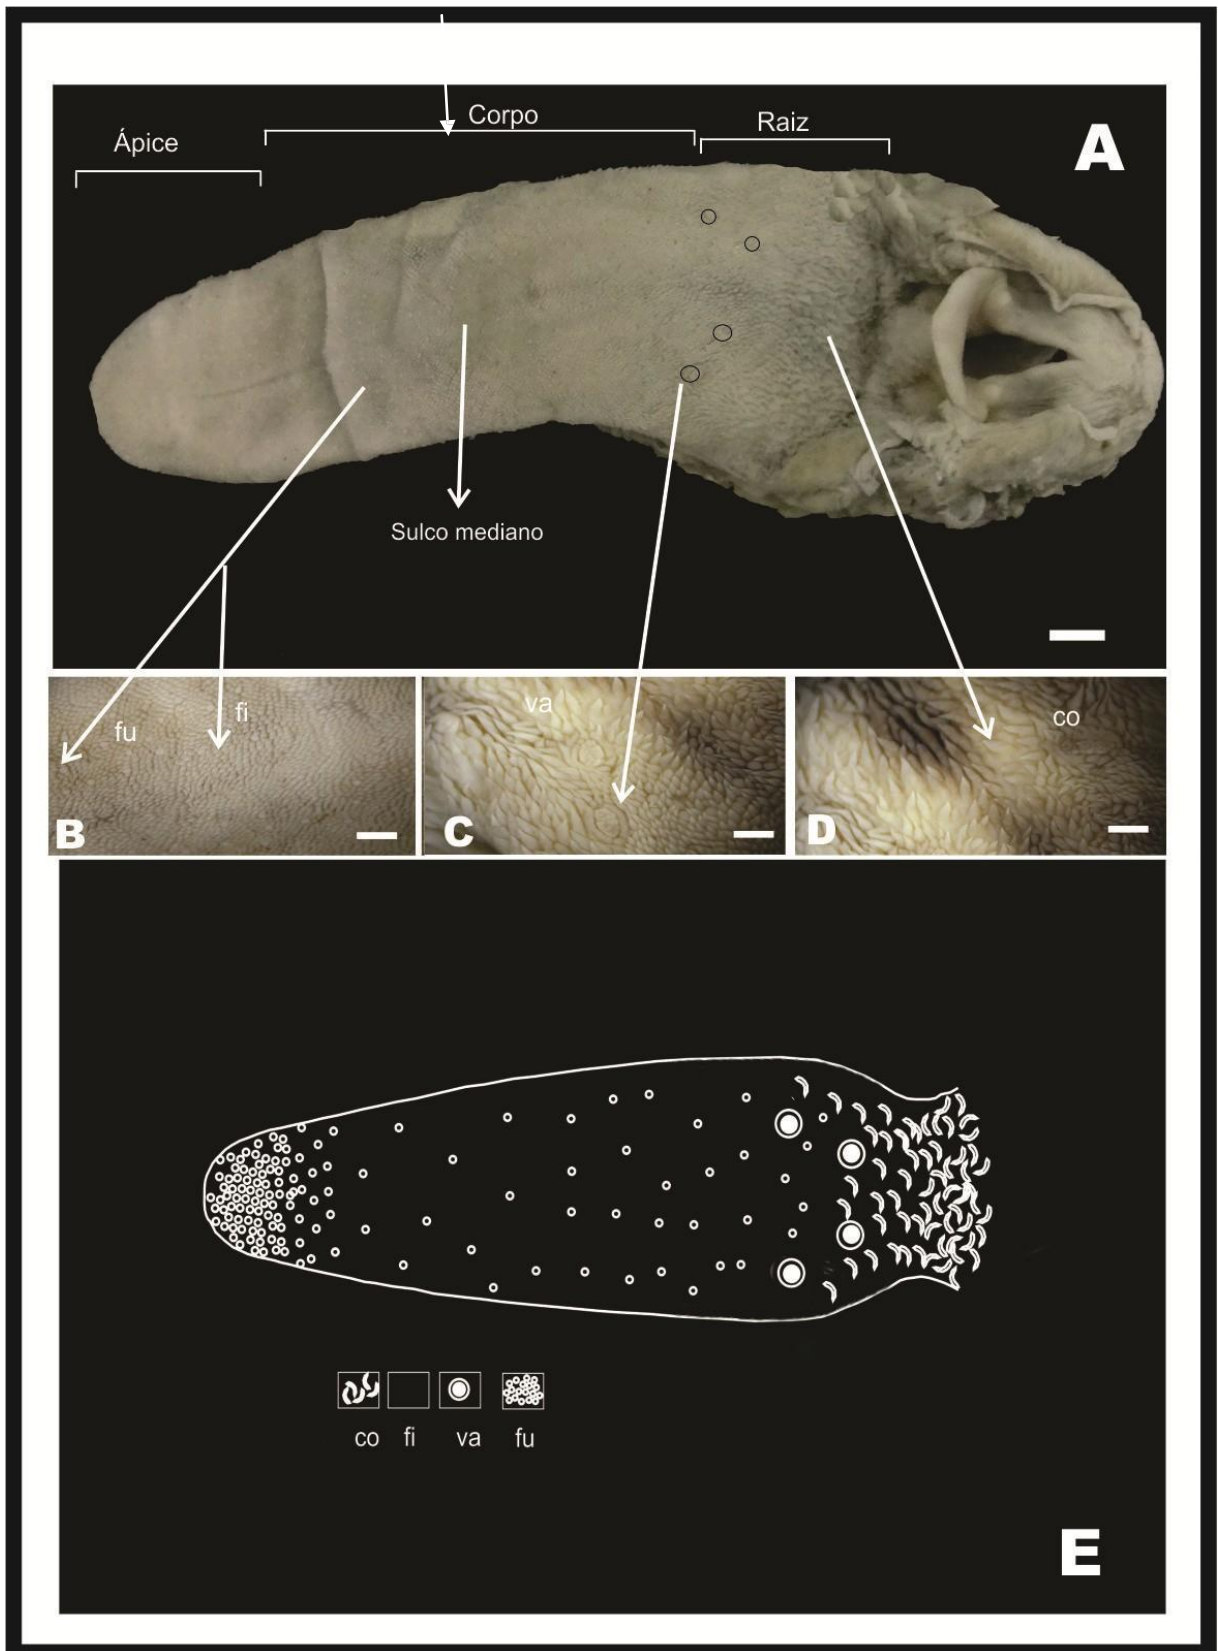 Ápice
Corpo
Raiz
A
Sulco mediano
fu
fi
B
va
C
co
D
co fi va fu
E